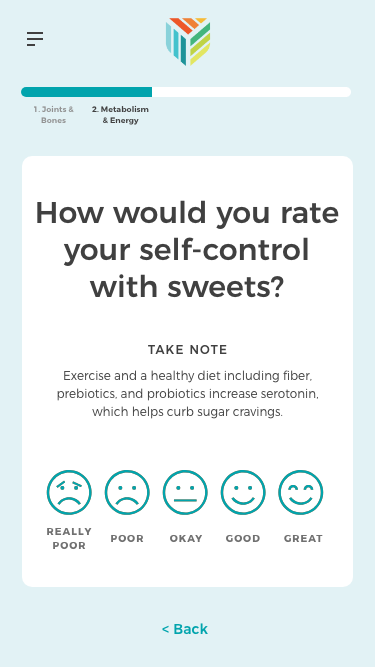 1. Joints &
Bones
2. Metabolism
& Energy
How would you rate
your self-control
with sweets?
TAKE NOTE
Exercise and a healthy diet including fiber,
prebiotics, and probiotics increase serotonin,
which helps curb sugar cravings.
REALLY
POOR
POOR
OKAY
GOOD
GREAT
< Back